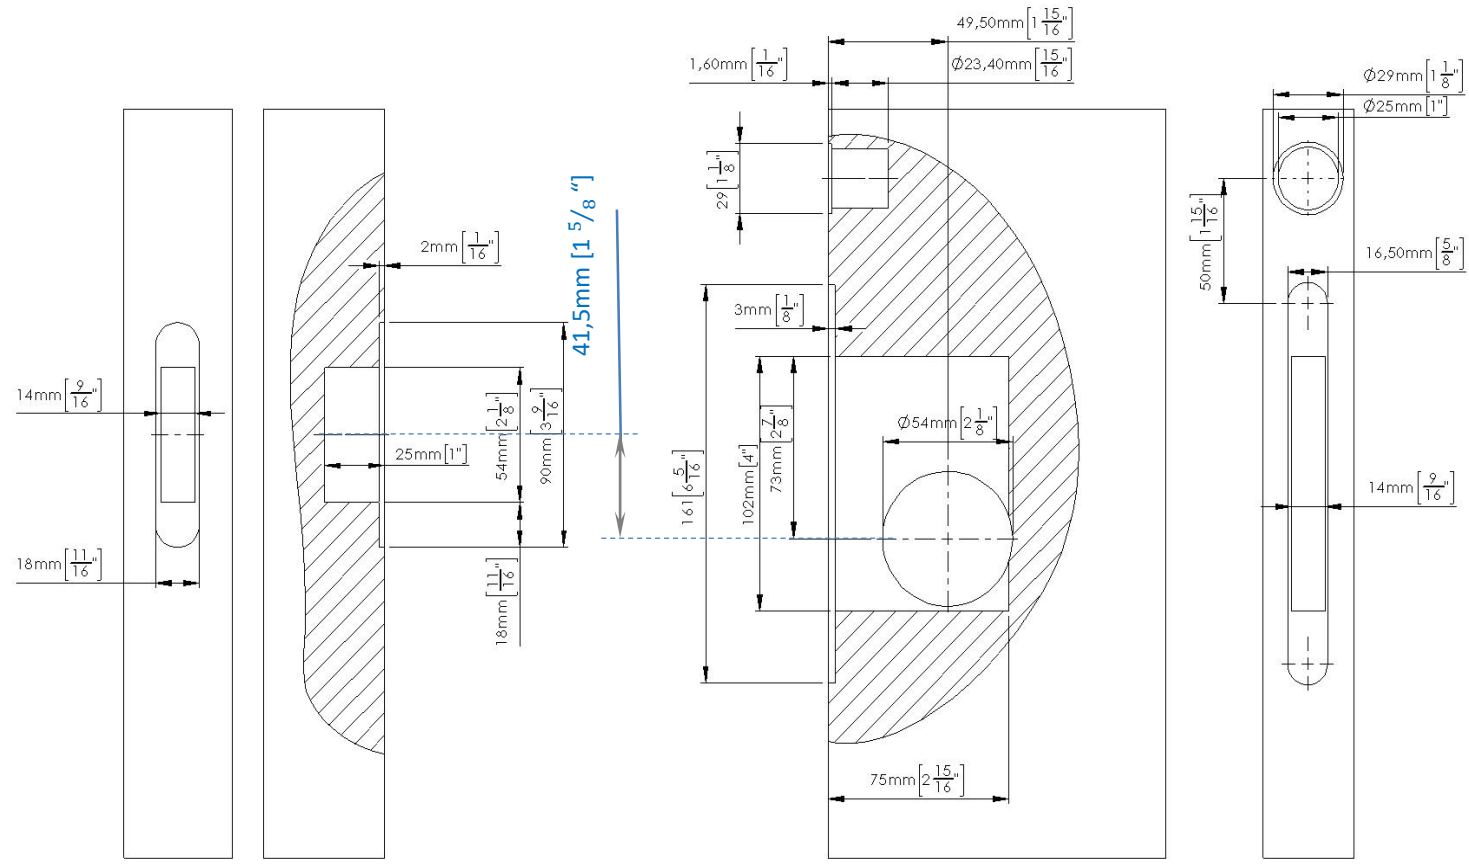 49,50mm[1 15/16"]
1,60mm[1/16"]
Ø23,40mm[15/16"]
Ø29mm[1 1/8"]
Ø25mm[1"]
29[1 1/8"]
50mm[1 15/16"]
2mm[1/16"]
41,5mm [1 5/8 “]
16,50mm[5/8"]
3mm[1/8"]
14mm[9/16"]
25mm[1"]
54mm[2 1/8"]
90mm[3 9/16"]
Ø54mm[2 1/8"]
73mm[2 7/8"]
102mm[4"]
161[6 5/16"]
14mm[9/16"]
18mm[11/16"]
18mm[11/16"]
75mm[2 15/16"]